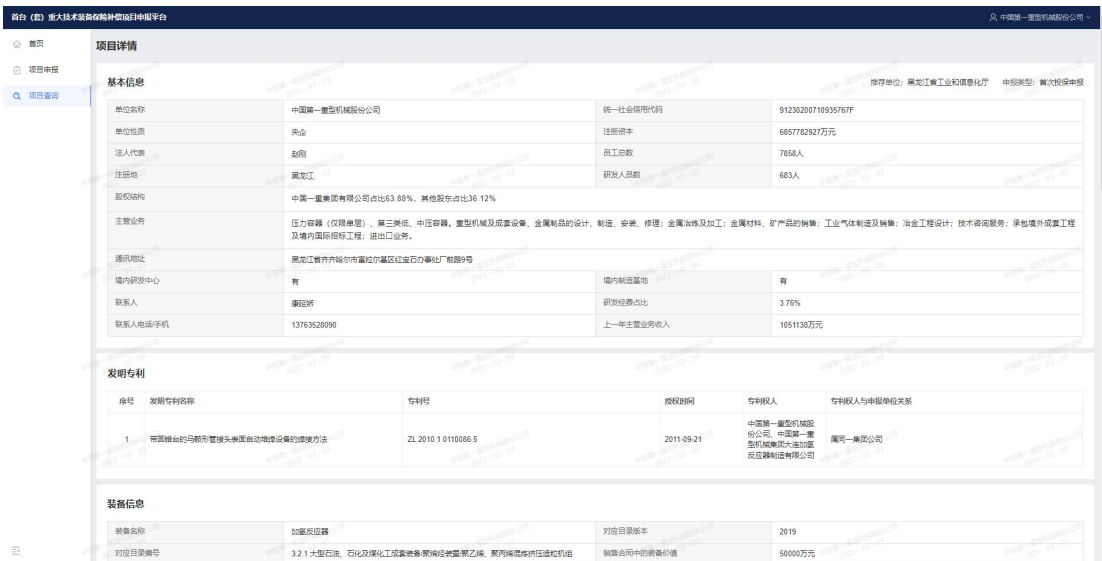 首台（套）重大技术装备保险补偿项目申报平台
中国第一重型机械股份公司
首页
项目申报
项目查询
项目详情
基本信息
推荐单位：黑龙江省工业和信息化厅 申报类型：首次投保申报
单位名称 中国第一重型机械股份公司 统一社会信用代码 91230200710935767F
单位性质 央企 注册资本 6857782927万元
法人代表 赵刚 员工总数 7858人
注册地 黑龙江 研发人员数 683人
股权结构 中国一重集团有限公司占比63.88%，其他股东占比36.12%
主营业务 压力容器（仅限单层）、第三类低、中压容器。重型机械及成套设备、金属制品的设计、制造、安装、修理；金属冶炼及加工；金属材料、矿产品的销售；工业气体制造及销售；冶金工程设计；技术咨询服务；承包境外成套工程
及境内国际招标工程；进出口业务。
通讯地址 黑龙江省齐齐哈尔市富拉尔基区红宝石办事处厂前路9号
境内研发中心 有 境内制造基地 有
联系人 康延娇 研发经费占比 3.76%
联系人电话/手机 13763528090 上一年主营业务收入 1051138万元
发明专利
序号 发明专利名称 专利号 授权时间 专利权人 专利权人与申报单位关系
1 带圆锥台的马鞍形管接头表面自动堆焊设备的焊接方法 ZL 2010 1 0110086.5 2011-09-21 中国第一重型机械股
份公司、中国第一重
型机械集团大连加氢
反应器制造有限公司 属同一集团公司
装备信息
装备名称 加氢反应器 对应目录版本 2019
对应目录编号 3.2.1 大型石油、石化及煤化工成套装备/聚烯烃装置/聚乙烯、聚丙烯混炼挤压造粒机组 销售合同中的装备价值 50000万元